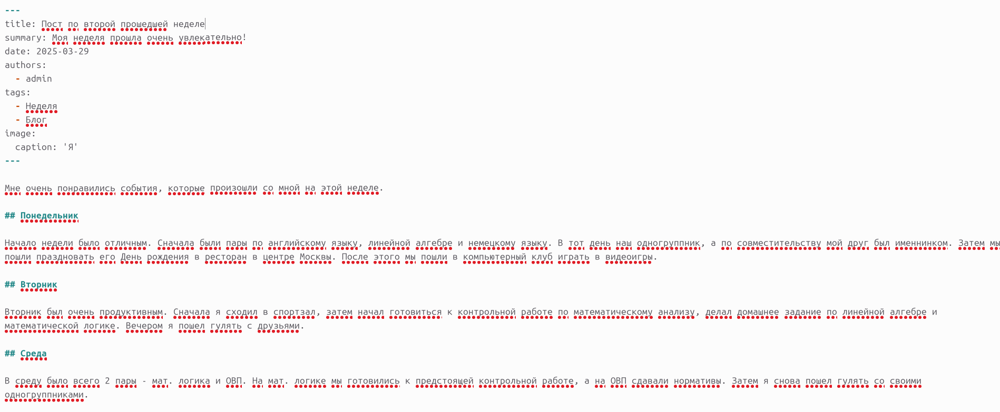 ---
title: Пост по второй прошедшей неделе
summary: Моя неделя прошла очень увлекательно!
date: 2025-03-29
authors:
  - admin
tags:
  - Неделя
  - Блог
image:
  caption: 'Я'
---

Мне очень понравились события, которые произошли со мной на этой неделе.

## Понедельник

Начало недели было отличным. Сначала были пары по английскому языку, линейной алгебре и немецкому языку. В тот день наш одногруппник, а по совместительству мой друг был именнинком. Затем мы
пошли праздновать его День рождения в ресторан в центре Москвы. После этого мы пошли в компьютерный клуб играть в видеоигры.

## Вторник

Вторник был очень продуктивным. Сначала я сходил в спортзал, затем начал готовиться к контрольной работе по математическому анализу, делал домашнее задание по линейной алгебре и
математической логике. Вечером я пошел гулять с друзьями.

## Среда

В среду было всего 2 пары - мат. логика и ОВП. На мат. логике мы готовились к предстоящей контрольной работе, а на ОВП сдавали нормативы. Затем я снова пошел гулять со своими
одногруппниками.